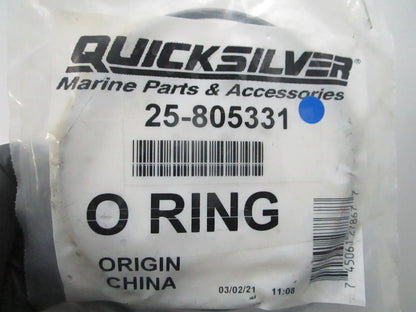 QUICKSILVER®
Marine Parts & Accessories
25-805331
O RING
ORIGIN
CHINA
03/02/21 11:08